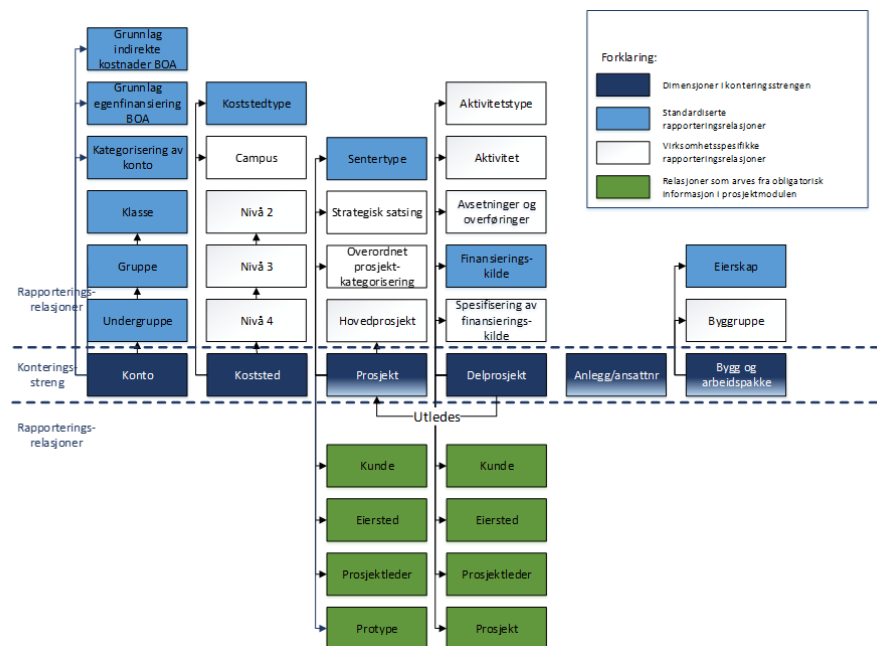 Grunnlag
indirekte
kostnader BOA
Grunnlag
egenfinansiering
BOA
Kategorisering av
konto
Klasse
Gruppe
Undergruppe
Konto
Koststedtype
Campus
Nivå 2
Nivå 3
Nivå 4
Koststed
Sentertype
Strategisk satsing
Overordnet
prosjekt-
kategorisering
Hovedprosjekt
Prosjekt
Aktivitetstype
Aktivitet
Avsetninger og
overføringer
Finansierings-
kilde
Spesifisering av
finansierings-
kilde
Delprosjekt
Anlegg/ansattnr
Eierskap
Byggruppe
Bygg og
arbeidspakke
Forklaring:
Dimensjoner i konteringsstrengen
Standardiserte
rapporteringsrelasjoner
Virksomhetsspesifikke
rapporteringsrelasjoner
Relasjoner som arves fra obligatorisk
informasjon i prosjektmodulen
Rapporterings-
relasjoner
Konterings-
streng
Rapporterings-
relasjoner
Utledes
Kunde
Eiersted
Prosjektleder
Protype
Kunde
Eiersted
Prosjektleder
Prosjekt